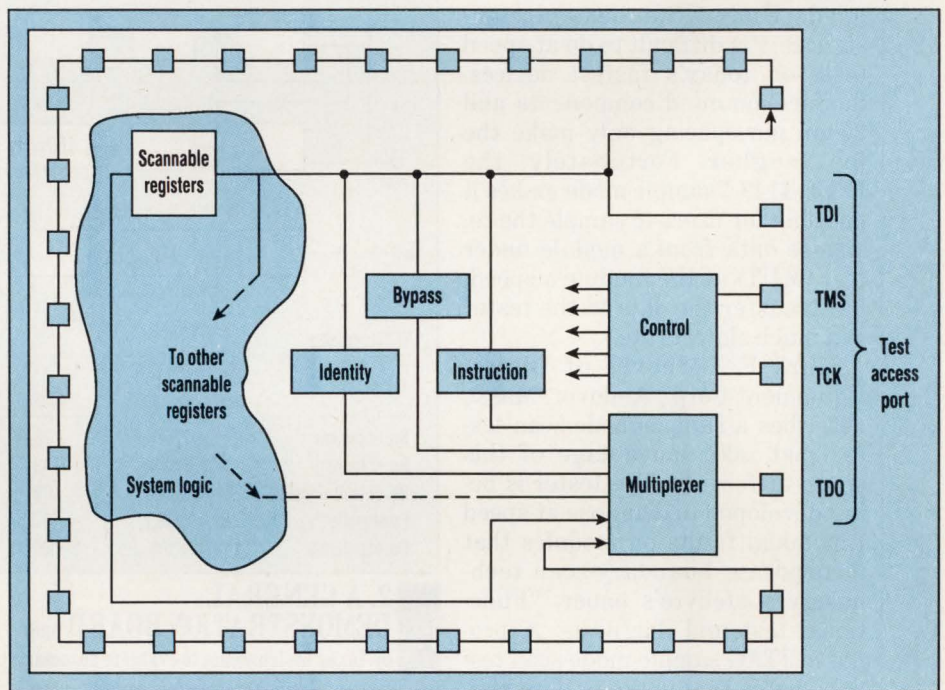 Scannable
registers
TDI
Bypass
TMS
Control
To other
scannable
registers
Identity
Instruction
TCK
Test
access
port
System logic
Multiplexer
TDO